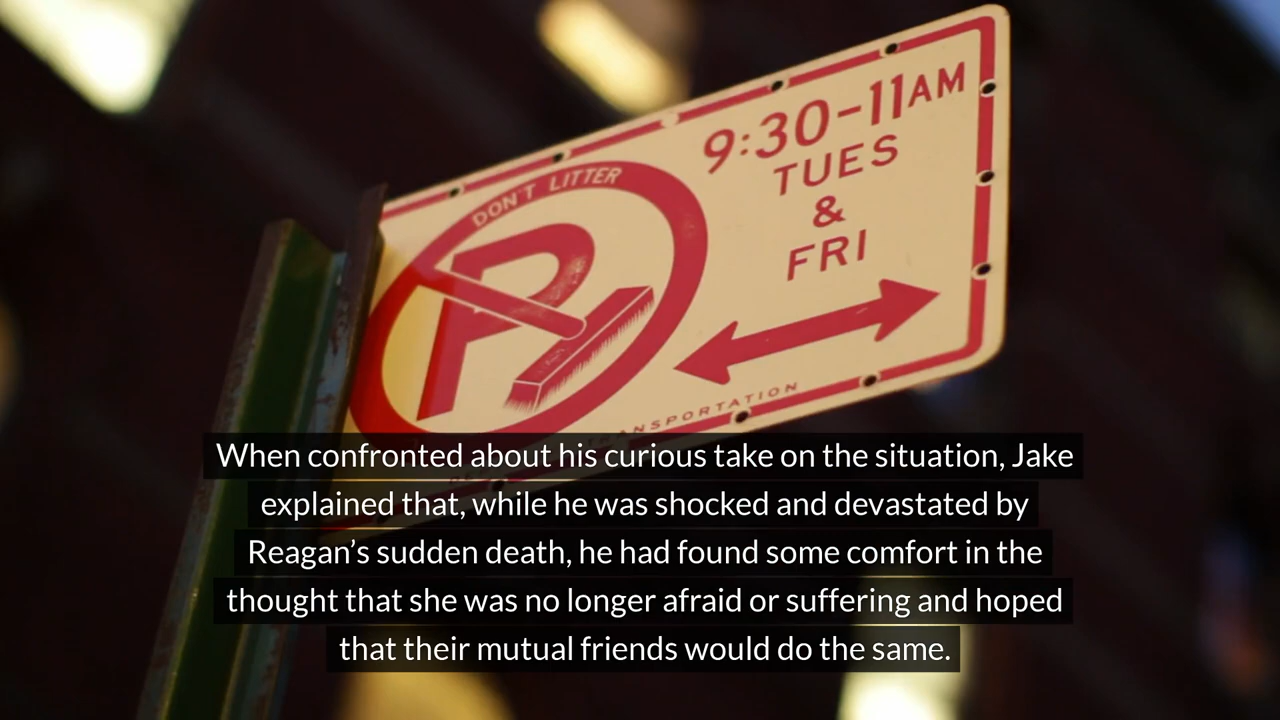 9:30-11AM
TUES
&
FRI
DON'T LITTER
P
When confronted about his curious take on the situation, Jake
explained that, while he was shocked and devastated by
Reagan’s sudden death, he had found some comfort in the
thought that she was no longer afraid or suffering and hoped
that their mutual friends would do the same.